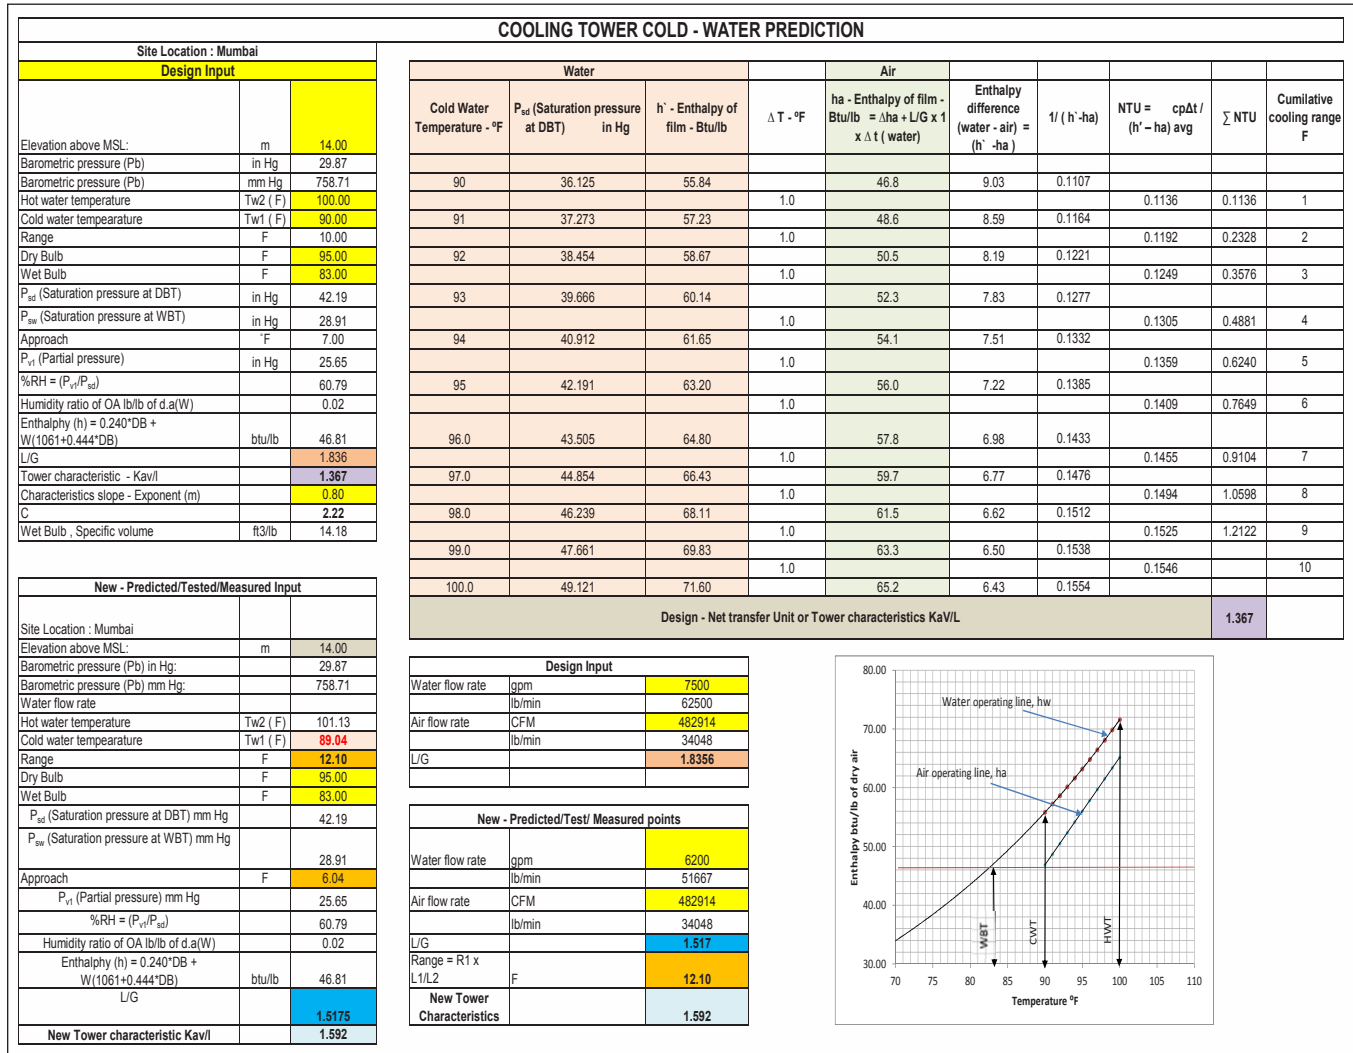 COOLING TOWER COLD - WATER PREDICTION
Site Location : Mumbai
Design Input
Elevation above MSL: m 14.00
Barometric pressure (Pb) in Hg 29.87
Barometric pressure (Pb) mm Hg 758.71
Hot water temperature Tw2 ( F) 100.00
Cold water tempearature Tw1 ( F) 90.00
Range F 10.00
Dry Bulb F 95.00
Wet Bulb F 83.00
Psd (Saturation pressure at DBT) in Hg 42.19
Psw (Saturation pressure at WBT) in Hg 28.91
Approach °F 7.00
Pv1 (Partial pressure) in Hg 25.65
%RH = (Pv1/Psd) 60.79
Humidity ratio of OA lb/lb of d.a(W) 0.02
Enthalphy (h) = 0.240*DB +
W(1061+0.444*DB) btu/lb 46.81
L/G 1.836
Tower characteristic - Kav/l 1.367
Characteristics slope - Exponent (m) 0.80
C 2.22
Wet Bulb , Specific volume ft3/lb 14.18
Water Air
Cold Water Temperature - ºF
Psd (Saturation pressure at DBT) in Hg
h` - Enthalpy of film - Btu/lb
Δ T - ºF
ha - Enthalpy of film - Btu/lb = Δha + L/G x 1 x Δ t ( water)
Enthalpy difference (water - air) = (h` -ha )
1/ ( h`-ha)
NTU = cpΔt / (h′ – ha) avg
∑ NTU
Cumilative cooling range F
90 36.125 55.84 46.8 9.03 0.1107
1.0 0.1136 0.1136 1
91 37.273 57.23 48.6 8.59 0.1164
1.0 0.1192 0.2328 2
92 38.454 58.67 50.5 8.19 0.1221
1.0 0.1249 0.3576 3
93 39.666 60.14 52.3 7.83 0.1277
1.0 0.1305 0.4881 4
94 40.912 61.65 54.1 7.51 0.1332
1.0 0.1359 0.6240 5
95 42.191 63.20 56.0 7.22 0.1385
1.0 0.1409 0.7649 6
96.0 43.505 64.80 57.8 6.98 0.1433
1.0 0.1455 0.9104 7
97.0 44.854 66.43 59.7 6.77 0.1476
1.0 0.1494 1.0598 8
98.0 46.239 68.11 61.5 6.62 0.1512
1.0 0.1525 1.2122 9
99.0 47.661 69.83 63.3 6.50 0.1538
1.0 0.1546 10
100.0 49.121 71.60 65.2 6.43 0.1554
Design - Net transfer Unit or Tower characteristics KaV/L 1.367
New - Predicted/Tested/Measured Input
Site Location : Mumbai
Elevation above MSL: m 14.00
Barometric pressure (Pb) in Hg: 29.87
Barometric pressure (Pb) mm Hg: 758.71
Water flow rate
Hot water temperature Tw2 ( F) 101.13
Cold water tempearature Tw1 ( F) 89.04
Range F 12.10
Dry Bulb F 95.00
Wet Bulb F 83.00
Psd (Saturation pressure at DBT) mm Hg 42.19
Psw (Saturation pressure at WBT) mm Hg
28.91
Approach F 6.04
Pv1 (Partial pressure) mm Hg 25.65
%RH = (Pv1/Psd) 60.79
Humidity ratio of OA lb/lb of d.a(W) 0.02
Enthalphy (h) = 0.240*DB +
W(1061+0.444*DB) btu/lb 46.81
L/G
1.5175
New Tower characteristic Kav/l 1.592
Design Input
Water flow rate gpm 7500
lb/min 62500
Air flow rate CFM 482914
lb/min 34048
L/G 1.8356
New - Predicted/Test/ Measured points
Water flow rate gpm 6200
lb/min 51667
Air flow rate CFM 482914
lb/min 34048
L/G 1.517
Range = R1 x
L1/L2 F 12.10
New Tower
Characteristics 1.592
80.00
70.00
60.00
50.00
40.00
30.00
Enthalpy btu/lb of dry air
Water operating line, hw
Air operating line, ha
WBT
CWT
HWT
70 75 80 85 90 95 100 105 110
Temperature ⁰F